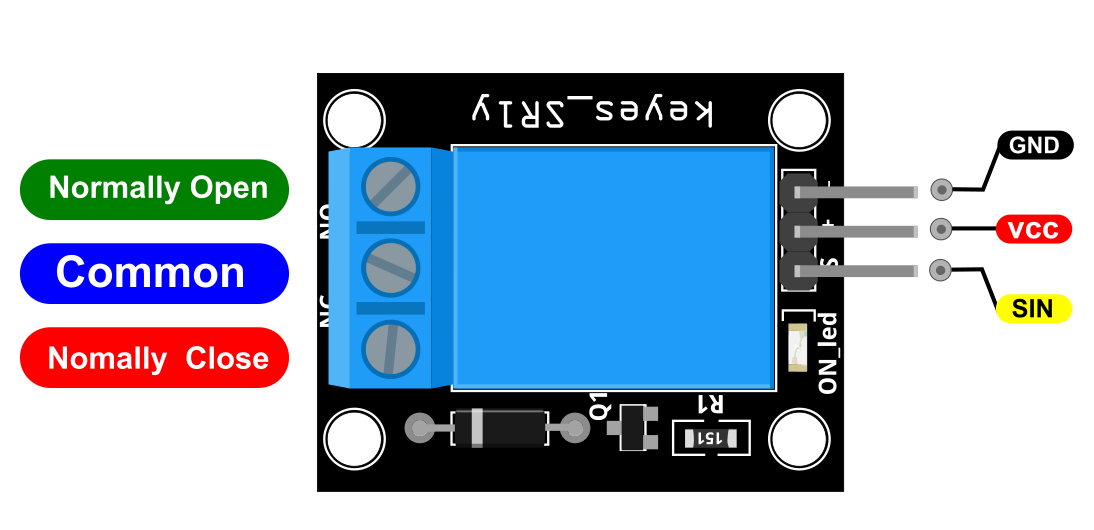 keyes_SR1y
GND
Normally Open
NO
-
+
VCC
Common
S
NC
SIN
Nomally Close
ON_led
Q1
R1
151